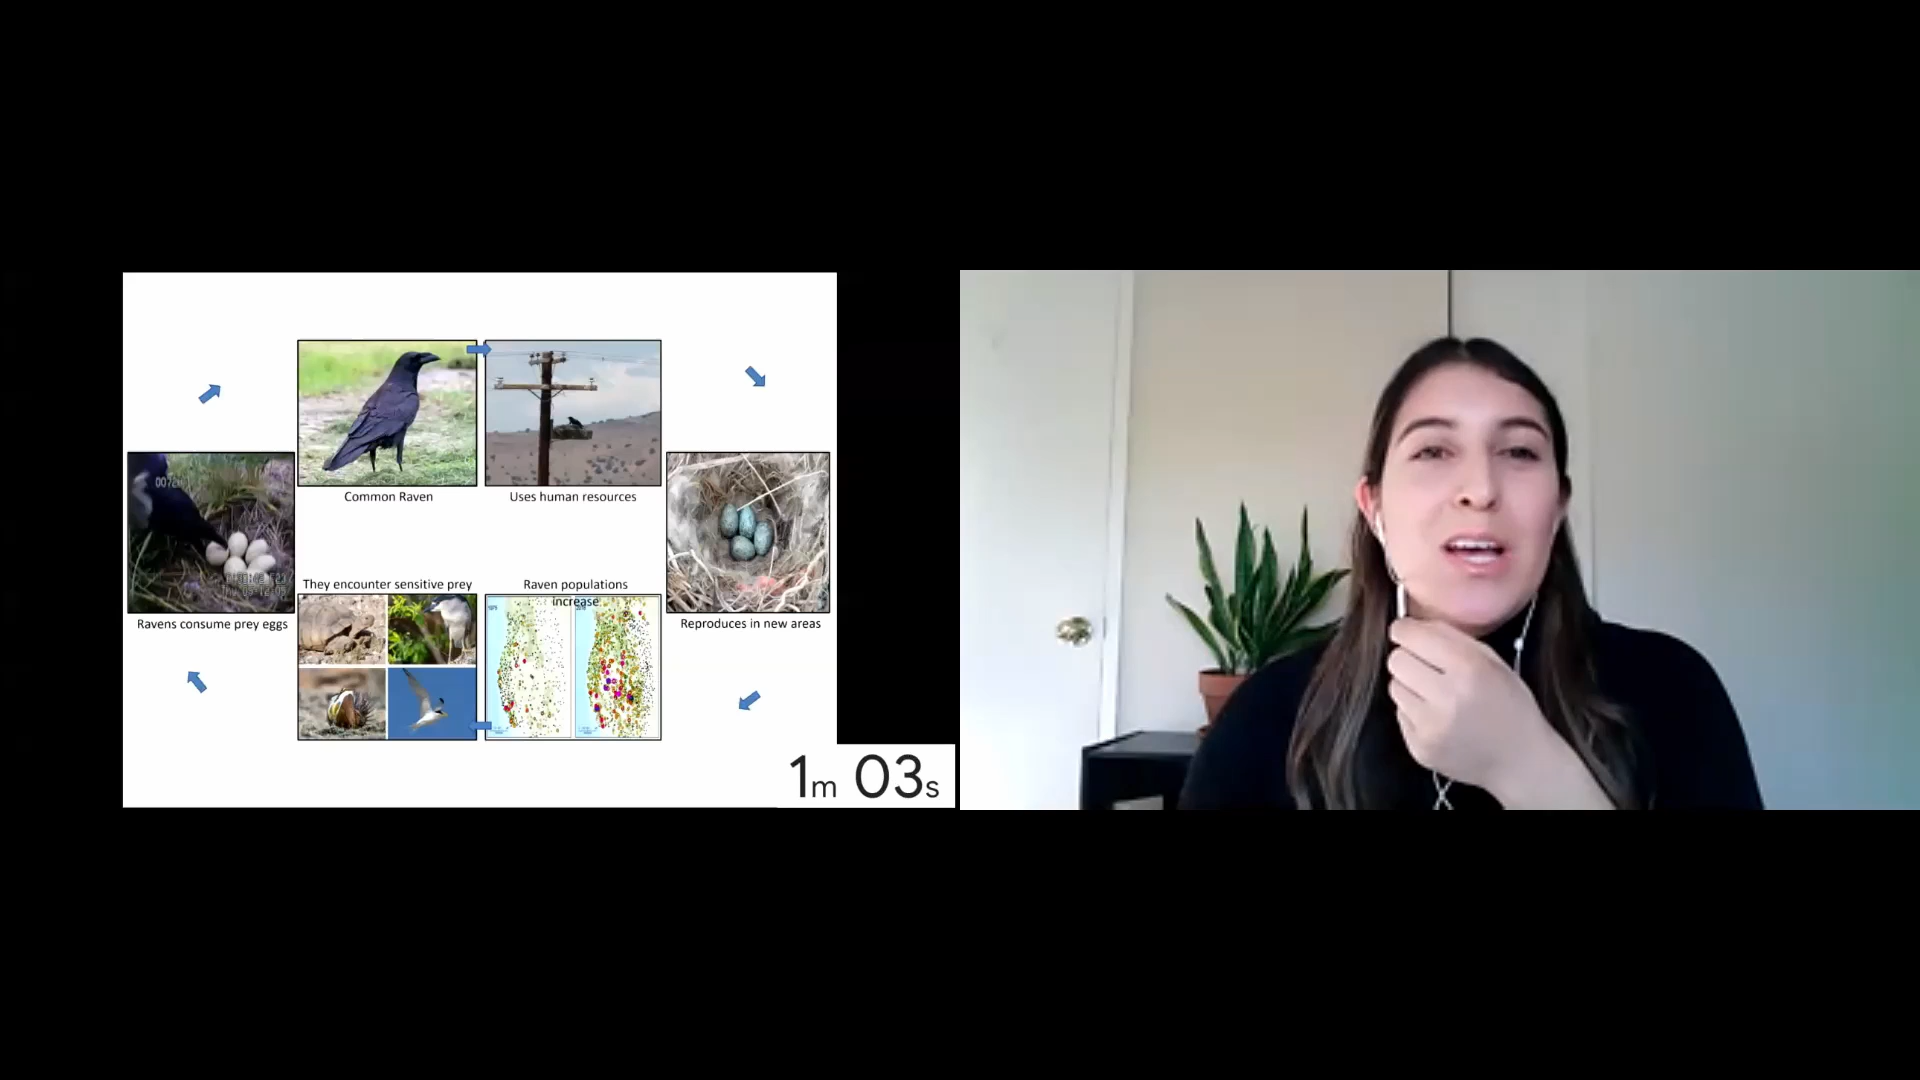 Common Raven
Uses human resources
They encounter sensitive prey
Raven populations
increase
Ravens consume prey eggs
Reproduces in new areas
1m 03s